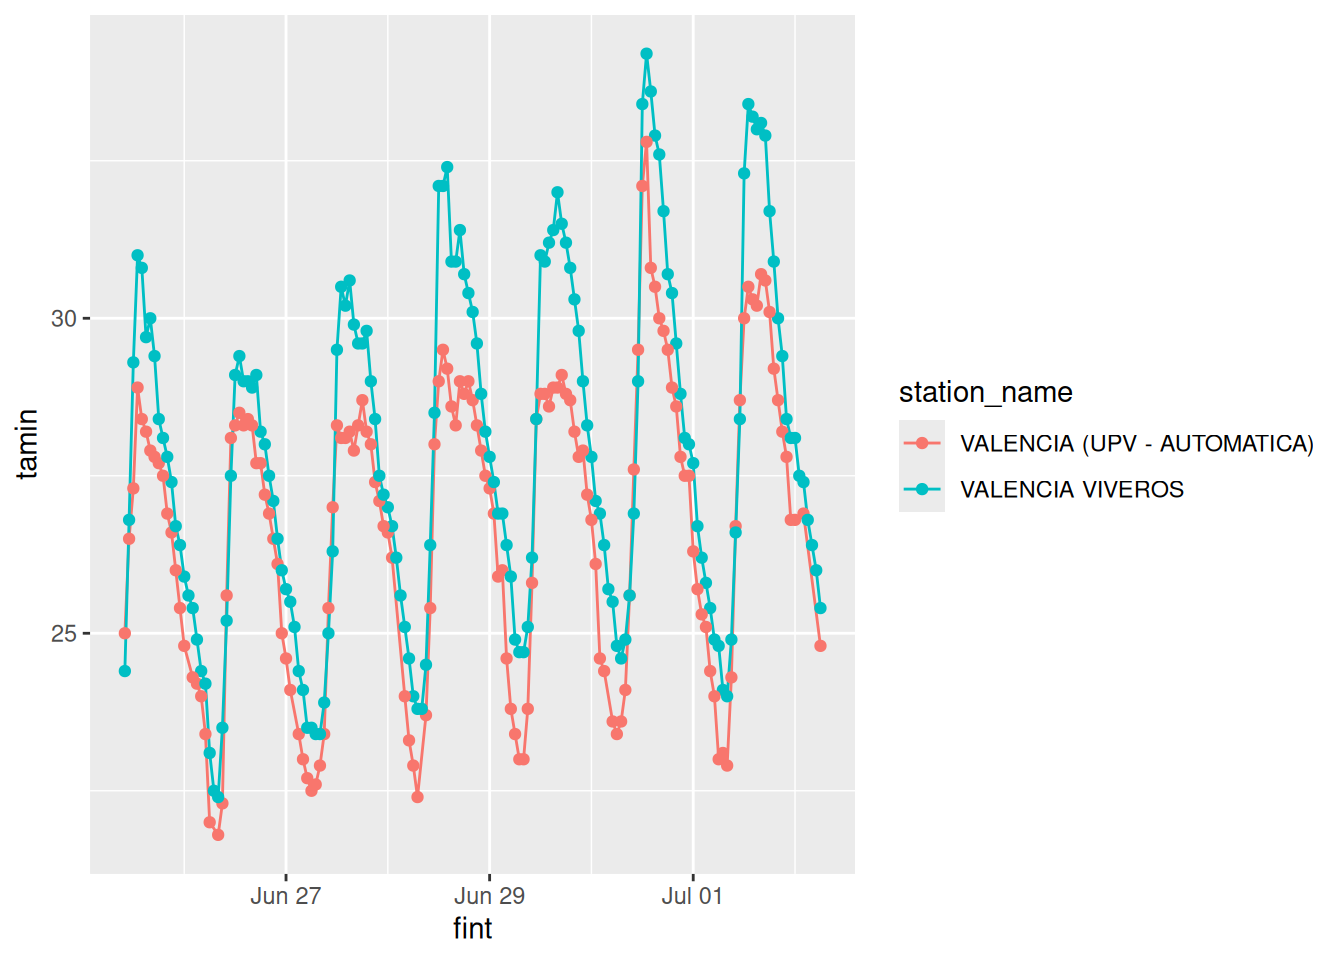 tamin
30
25
Jun 27
Jun 29
Jul 01
fint
station_name
VALENCIA (UPV - AUTOMATICA)
VALENCIA VIVEROS